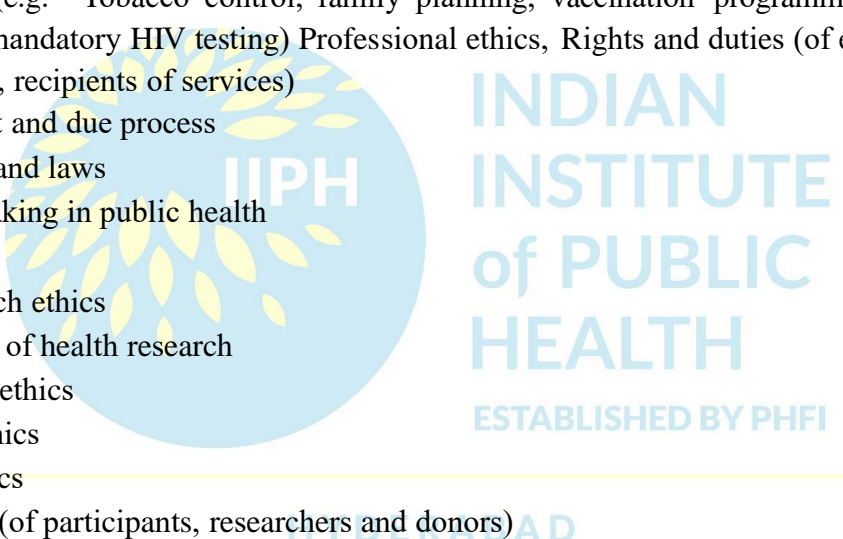 (e.g. Tobacco control, family planning, vaccination programm
mandatory HIV testing) Professional ethics, Rights and duties (of e
, recipients of services)
t and due process
and laws
aking in public health
ch ethics
of health research
ethics
nics
cs
(of participants, researchers and donors)
IIPH
INDIAN
INSTITUTE
of PUBLIC
HEALTH
ESTABLISHED BY PHFI
HYDERABAD